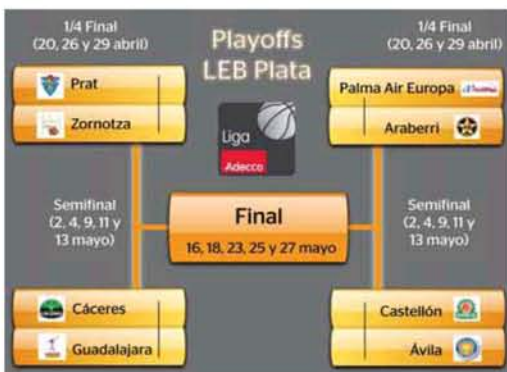 1/4 Final
(20, 26 y 29 abril)
Playoffs
LEB Plata
1/4 Final
(20, 26 y 29 abril)
Prat
Zornotza
Palma Air Europa
Araberri
Liga
Adecco
Semifinal
(2, 4, 9, 11 y
13 mayo)
Final
16, 18, 23, 25 y 27 mayo
Semifinal
(2, 4, 9, 11 y
13 mayo)
Cáceres
Guadalajara
Castellón
Ávila